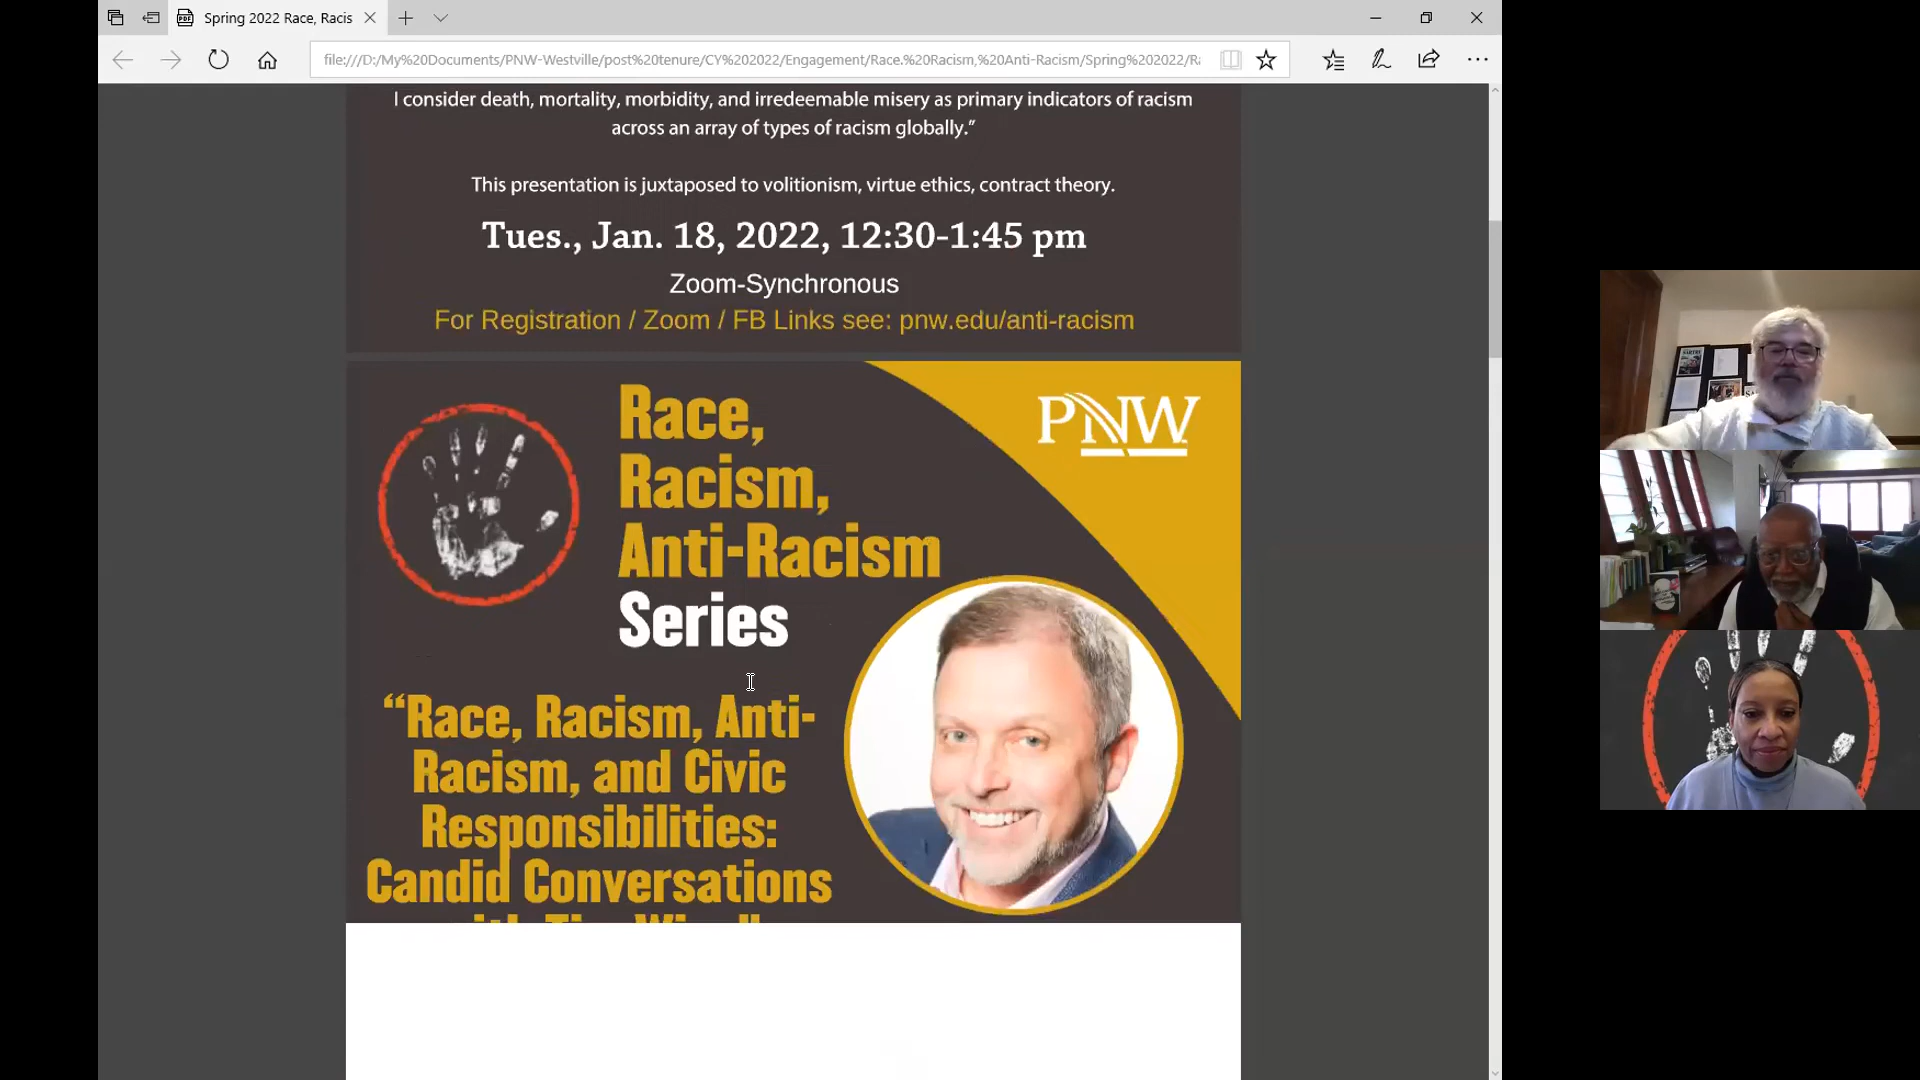 Spring 2022 Race, Racis
file:///D:/My%20Documents/PNW-Westville/post%20tenure/CY%202022/Engagement/Race.%20Racism,%20Anti-Racism/Spring%202022/Ra
I consider death, mortality, morbidity, and irredeemable misery as primary indicators of racism
across an array of types of racism globally.”
This presentation is juxtaposed to volitionism, virtue ethics, contract theory.
Tues., Jan. 18, 2022, 12:30-1:45 pm
Zoom-Synchronous
For Registration / Zoom / FB Links see: pnw.edu/anti-racism
Race,
Racism,
Anti-Racism
Series
PNW
“Race, Racism, Anti-
Racism, and Civic
Responsibilities:
Candid Conversations